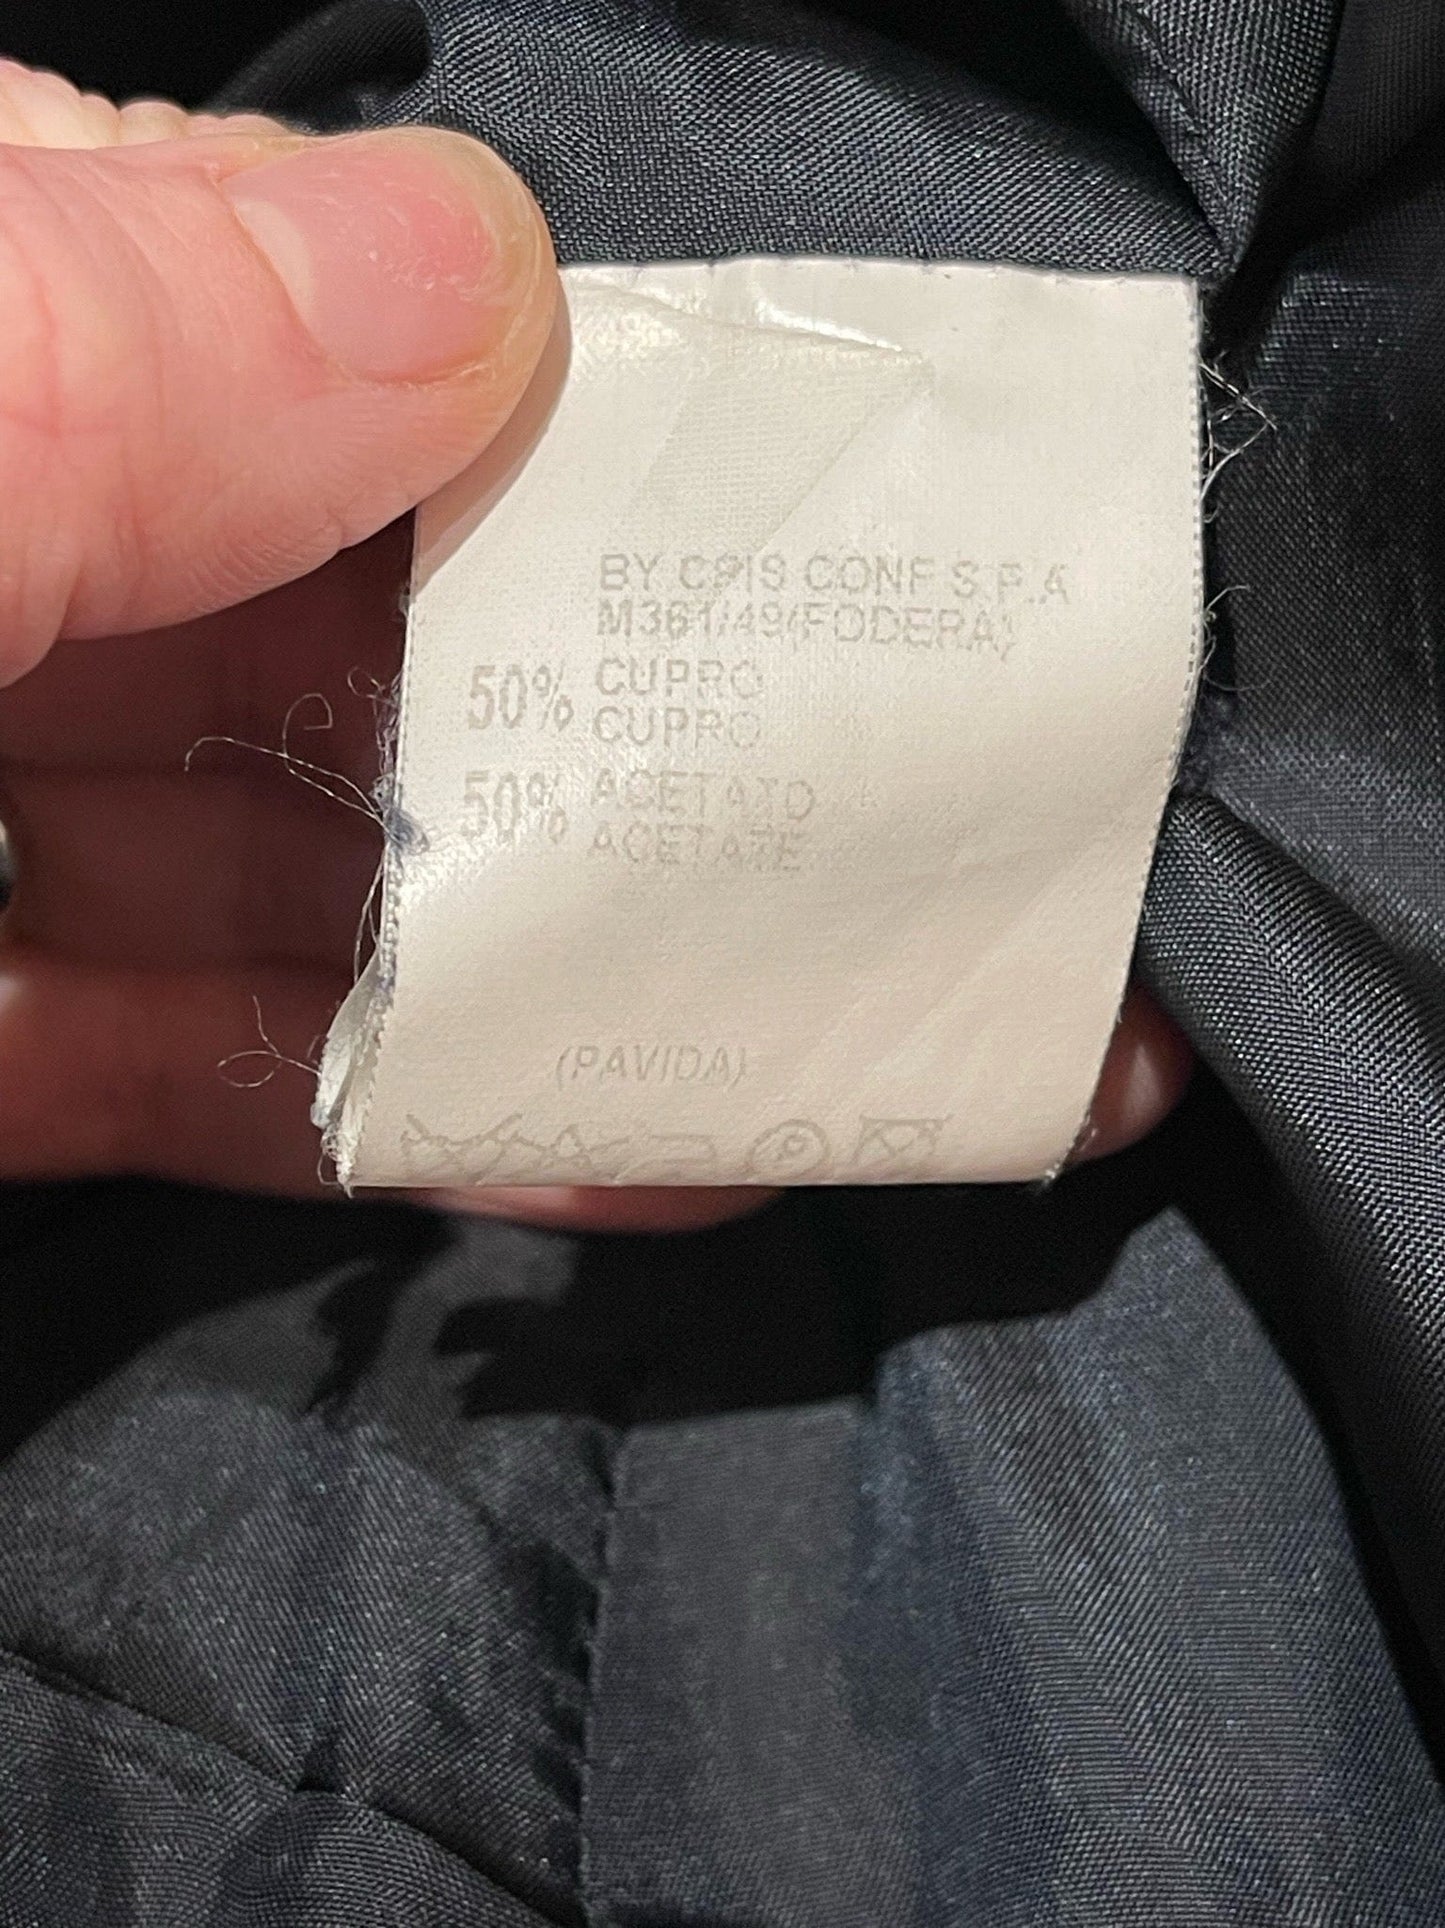 BY CRIS CONF S.P.A
M361/49(FODERA)
50% CUPRO
CUPRO
50% ACETATO
ACETATE
(PAVIDA)
P